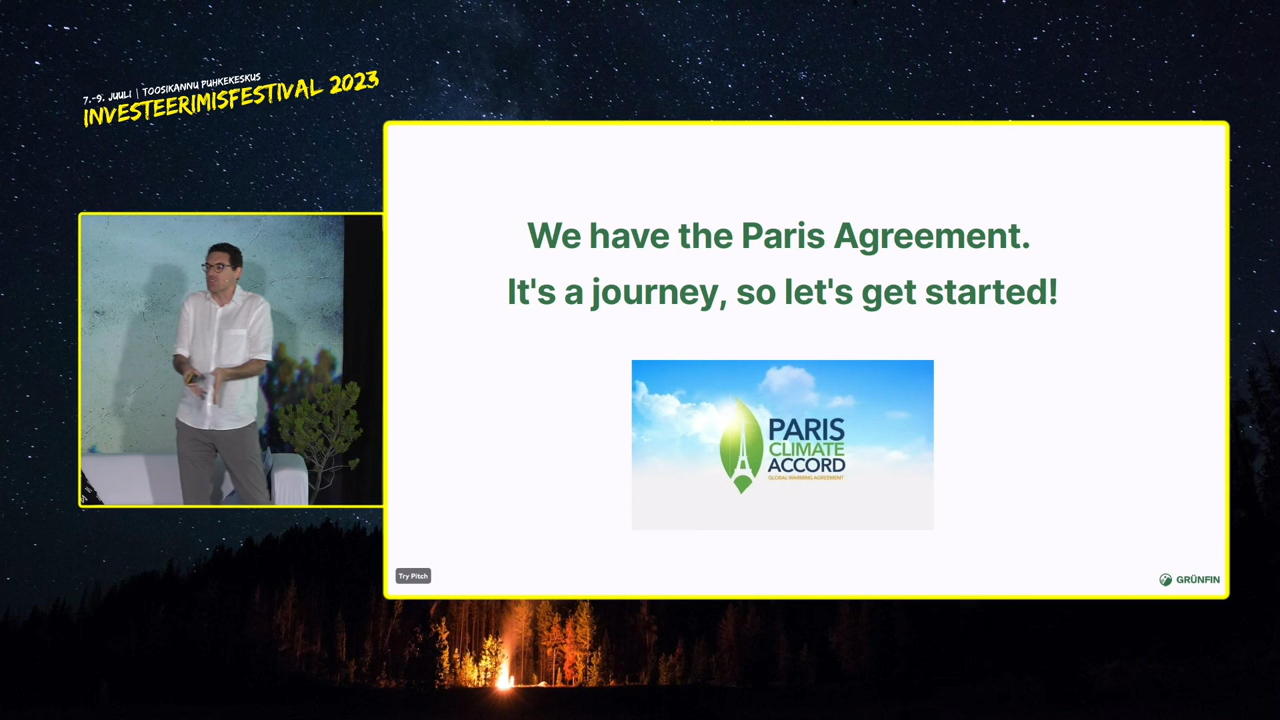 7.-9. JUULI | TOOSIKANNU PUHKEKESKUS
INVESTEERIMISFESTIVAL 2023
We have the Paris Agreement.
It's a journey, so let's get started!
PARIS
CLIMATE
ACCORD
GLOBAL WARMING AGREEMENT
Try Pitch
GRÜNFIN